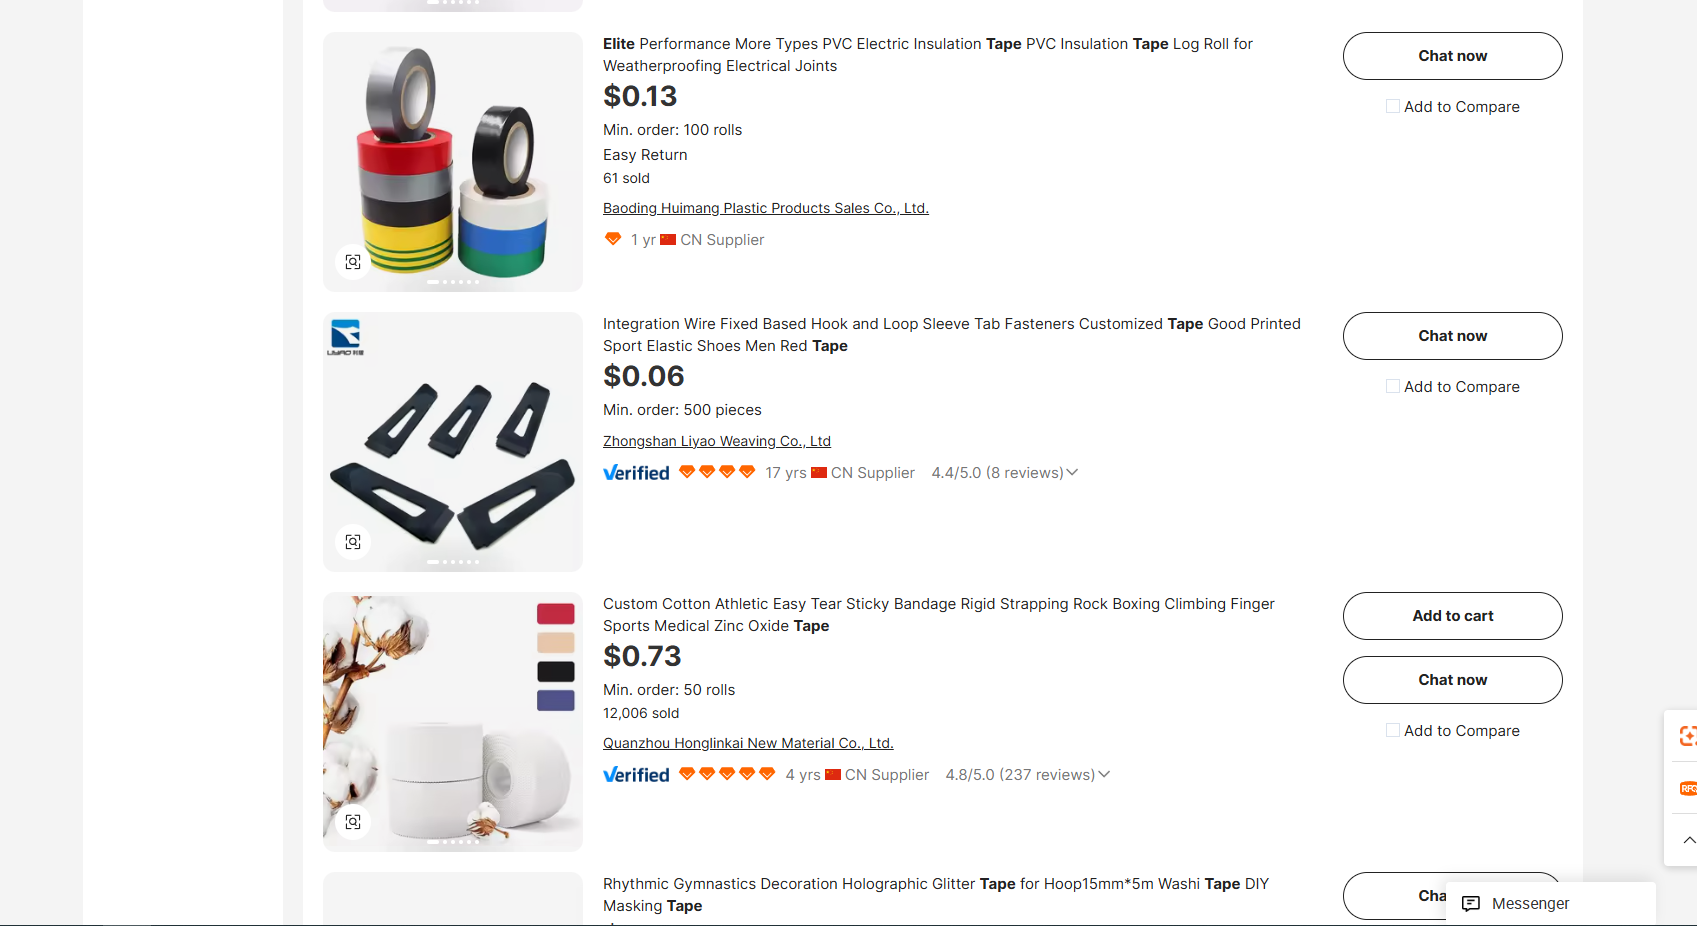 Elite Performance More Types PVC Electric Insulation Tape PVC Insulation Tape Log Roll for
Weatherproofing Electrical Joints
$0.13
Min. order: 100 rolls
Easy Return
61 sold
Baoding Huimang Plastic Products Sales Co., Ltd.
1 yr CN Supplier
Chat now
Add to Compare
LIYAO 科耀
Integration Wire Fixed Based Hook and Loop Sleeve Tab Fasteners Customized Tape Good Printed
Sport Elastic Shoes Men Red Tape
$0.06
Min. order: 500 pieces
Zhongshan Liyao Weaving Co., Ltd
Verified 17 yrs CN Supplier 4.4/5.0 (8 reviews)
Chat now
Add to Compare
Custom Cotton Athletic Easy Tear Sticky Bandage Rigid Strapping Rock Boxing Climbing Finger
Sports Medical Zinc Oxide Tape
$0.73
Min. order: 50 rolls
12,006 sold
Quanzhou Honglinkai New Material Co., Ltd.
Verified 4 yrs CN Supplier 4.8/5.0 (237 reviews)
Add to cart
Chat now
Add to Compare
RFQ
Rhythmic Gymnastics Decoration Holographic Glitter Tape for Hoop15mm*5m Washi Tape DIY
Masking Tape
Cha
Messenger